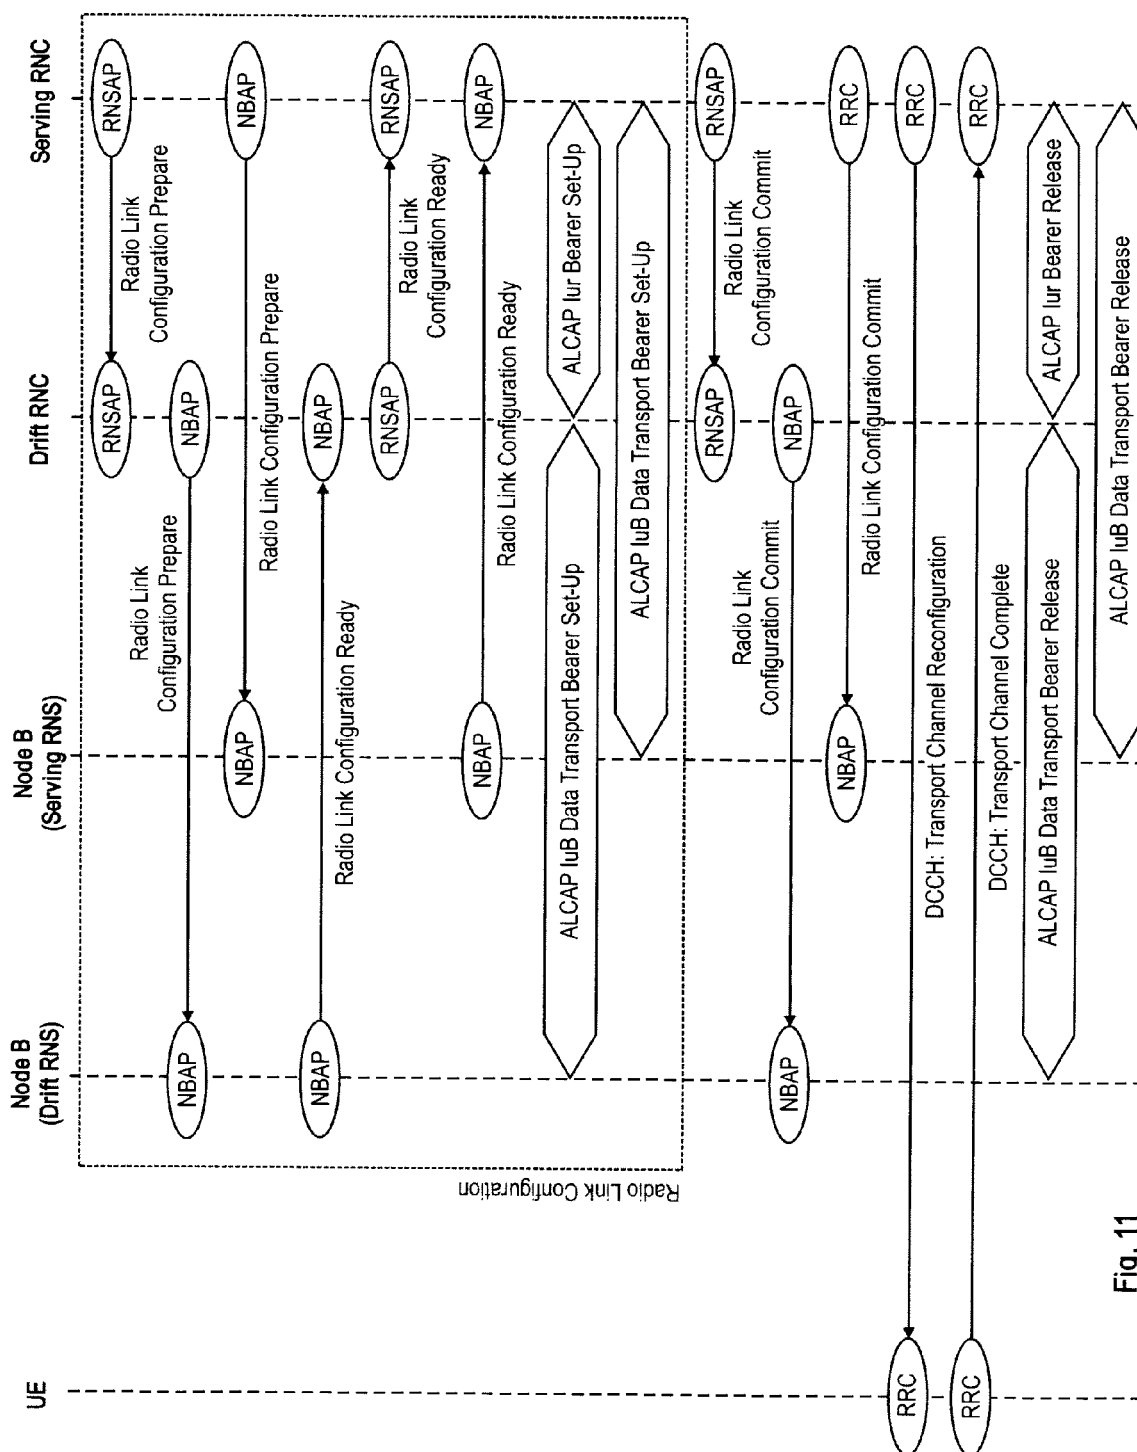 UE
Node B
(Drift RNS)
Node B
(Serving RNS)
Drift RNC
Serving RNC
RNSAP
Radio Link
Configuration Prepare
RNSAP
NBAP
Radio Link
Configuration Prepare
NBAP
NBAP
Radio Link Configuration Prepare
NBAP
NBAP
Radio Link Configuration Ready
NBAP
RNSAP
Radio Link
Configuration Ready
RNSAP
NBAP
Radio Link Configuration Ready
NBAP
ALCAP IuB Data Transport Bearer Set-Up
ALCAP Iur Bearer Set-Up
ALCAP IuB Data Transport Bearer Set-Up
Radio Link Configuration
RNSAP
Radio Link
Configuration Commit
RNSAP
NBAP
Radio Link
Configuration Commit
NBAP
NBAP
Radio Link Configuration Commit
RRC
RRC
DCCH: Transport Channel Reconfiguration
RRC
RRC
DCCH: Transport Channel Complete
RRC
ALCAP IuB Data Transport Bearer Release
ALCAP Iur Bearer Release
ALCAP IuB Data Transport Bearer Release
Fig. 11